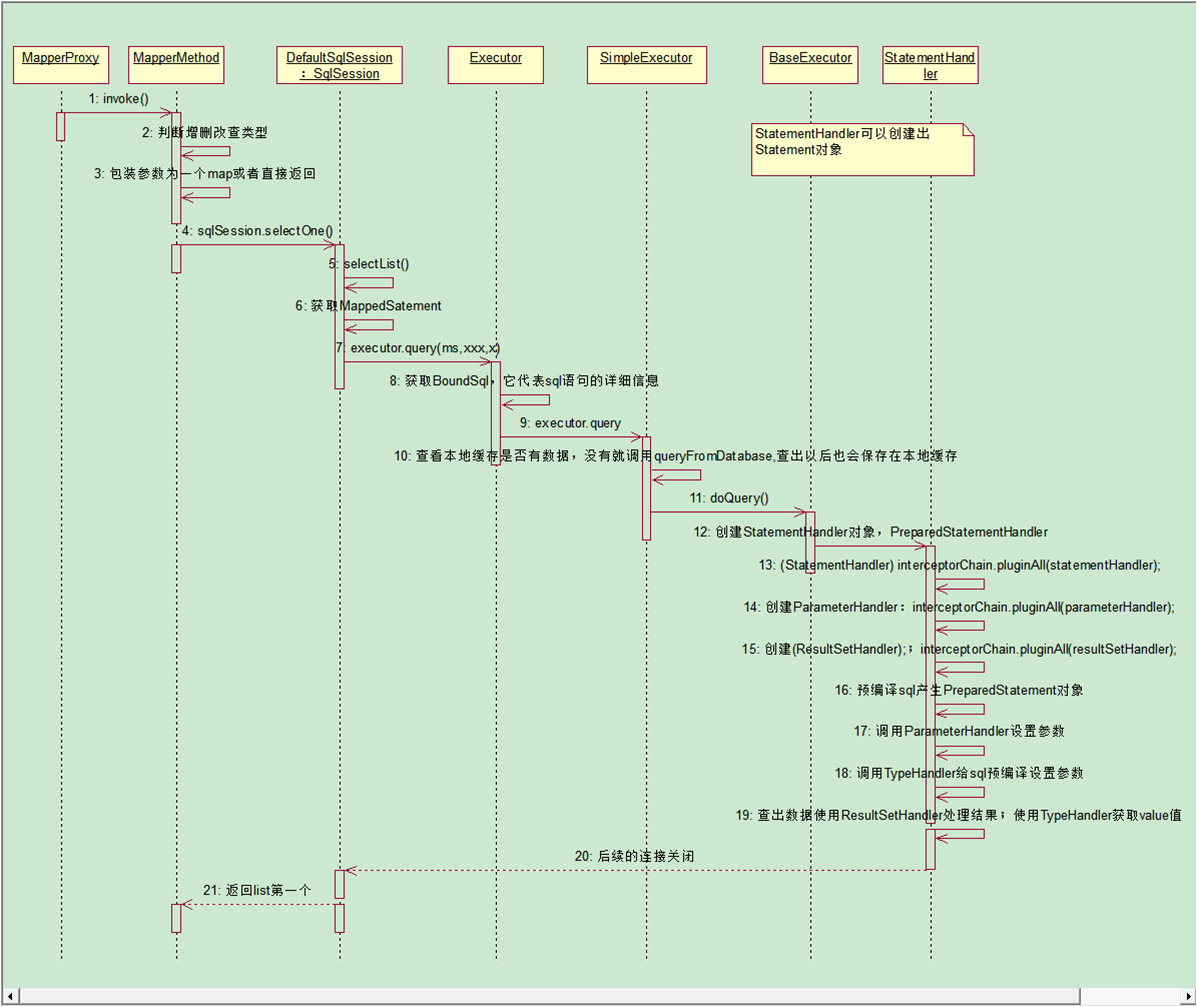 MapperProxy
MapperMethod
DefaultSqlSession
：SqlSession
Executor
SimpleExecutor
BaseExecutor
StatementHand
ler
1: invoke()
2: 判断增删改查类型
StatementHandler可以创建出
Statement对象
3: 包装参数为一个map或者直接返回
4: sqlSession.selectOne()
5: selectList()
6: 获取MappedSatement
7: executor.query(ms,xxx,x)
8: 获取BoundSql，它代表sql语句的详细信息
9: executor.query
10: 查看本地缓存是否有数据，没有就调用queryFromDatabase,查出以后也会保存在本地缓存
11: doQuery()
12: 创建StatementHandler对象，PreparedStatementHandler
13: (StatementHandler) interceptorChain.pluginAll(statementHandler);
14: 创建ParameterHandler：interceptorChain.pluginAll(parameterHandler);
15: 创建(ResultSetHandler);；interceptorChain.pluginAll(resultSetHandler);
16: 预编译sql产生PreparedStatement对象
17: 调用ParameterHandler设置参数
18: 调用TypeHandler给sql预编译设置参数
19: 查出数据使用ResultSetHandler处理结果；使用TypeHandler获取value值
20: 后续的连接关闭
21: 返回list第一个